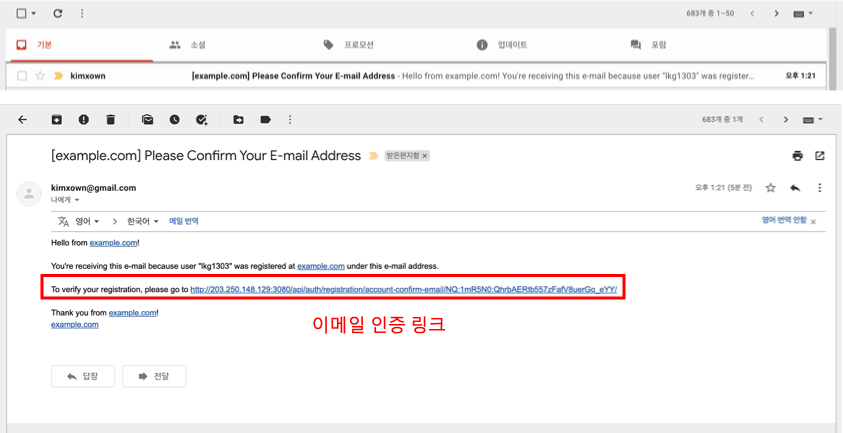 683개 중 1–50
기본
소셜
프로모션
업데이트
포럼
kimxown
[example.com] Please Confirm Your E-mail Address - Hello from example.com! You're receiving this e-mail because user "lkg1303" was register...
오후 1:21
683개 중 1개
[example.com] Please Confirm Your E-mail Address
받은편지함 ×
kimxown@gmail.com
오후 1:21 (5분 전)
나에게
영어 > 한국어 메일 번역
영어 번역 안함 ×
Hello from example.com!
You're receiving this e-mail because user "lkg1303" was registered at example.com under this e-mail address.
To verify your registration, please go to http://203.250.148.129:3080/api/auth/registration/account-confirm-email/NQ:1mR5N0:QhrbAERtb557zFafV8uerGq_eYY/
Thank you from example.com!
example.com
이메일 인증 링크
답장
전달